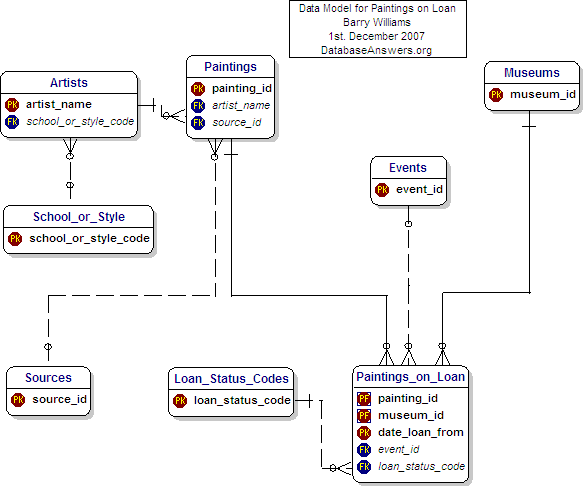 Data Model for Paintings on Loan
Barry Williams
1st. December 2007
DatabaseAnswers.org
Artists
PK artist_name
FK school_or_style_code
Paintings
PK painting_id
FK artist_name
FK source_id
Museums
PK museum_id
Events
PK event_id
School_or_Style
PK school_or_style_code
Sources
PK source_id
Loan_Status_Codes
PK loan_status_code
Paintings_on_Loan
PF painting_id
PF museum_id
PK date_loan_from
FK event_id
FK loan_status_code